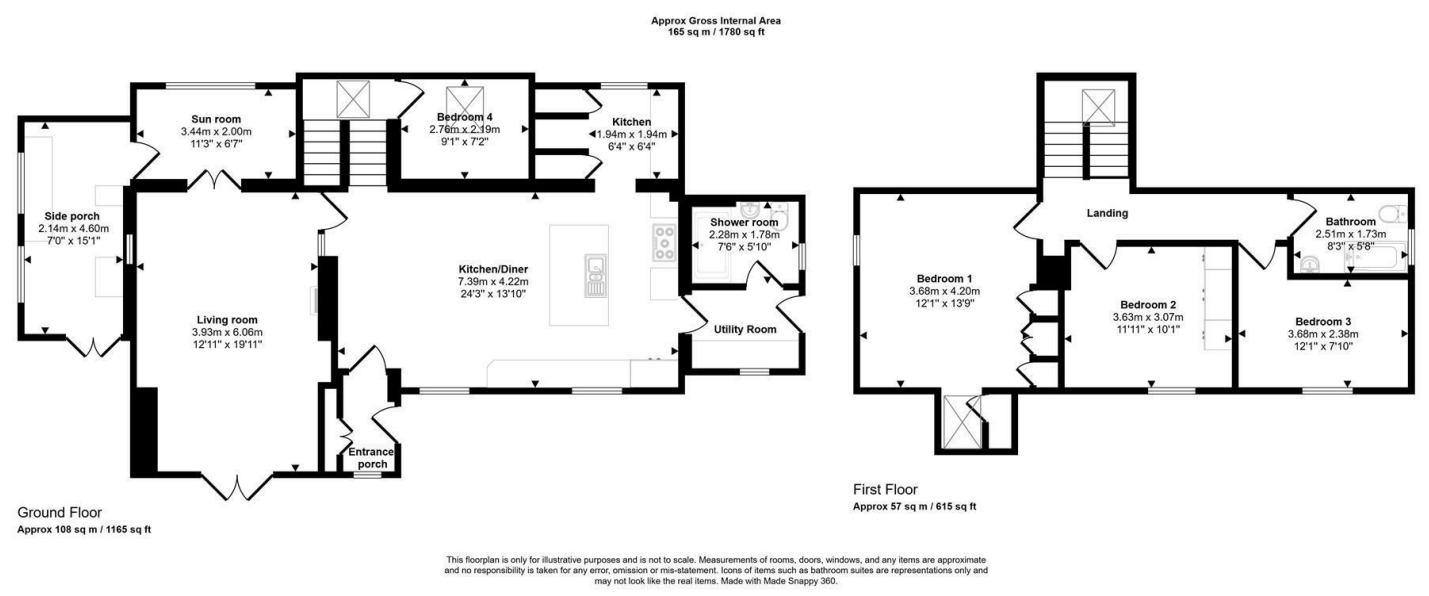 Approx Gross Internal Area
165 sq m / 1780 sq ft
Sun room
3.44m x 2.00m
11'3" x 6'7"
Bedroom 4
2.76m x 2.19m
9'1" x 7'2"
Kitchen
1.94m x 1.94m
6'4" x 6'4"
Side porch
2.14m x 4.60m
7'0" x 15'1"
Shower room
2.28m x 1.78m
7'6" x 5'10"
Kitchen/Diner
7.39m x 4.22m
24'3" x 13'10"
Living room
3.93m x 6.06m
12'11" x 19'11"
Utility Room
Entrance
porch
Ground Floor
Approx 108 sq m / 1165 sq ft
Landing
Bathroom
2.51m x 1.73m
8'3" x 5'8"
Bedroom 1
3.68m x 4.20m
12'1" x 13'9"
Bedroom 2
3.63m x 3.07m
11'11" x 10'1"
Bedroom 3
3.68m x 2.38m
12'1" x 7'10"
First Floor
Approx 57 sq m / 615 sq ft
This floorplan is only for illustrative purposes and is not to scale. Measurements of rooms, doors, windows, and any items are approximate
and no responsibility is taken for any error, omission or mis-statement. Icons of items such as bathroom suites are representations only and
may not look like the real items. Made with Made Snappy 360.